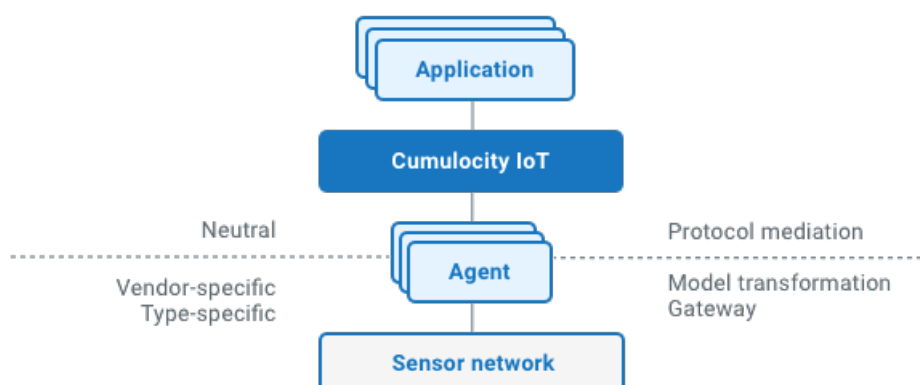 Application
Cumulocity IoT
Neutral
Protocol mediation
Agent
Vendor-specific
Type-specific
Model transformation
Gateway
Sensor network